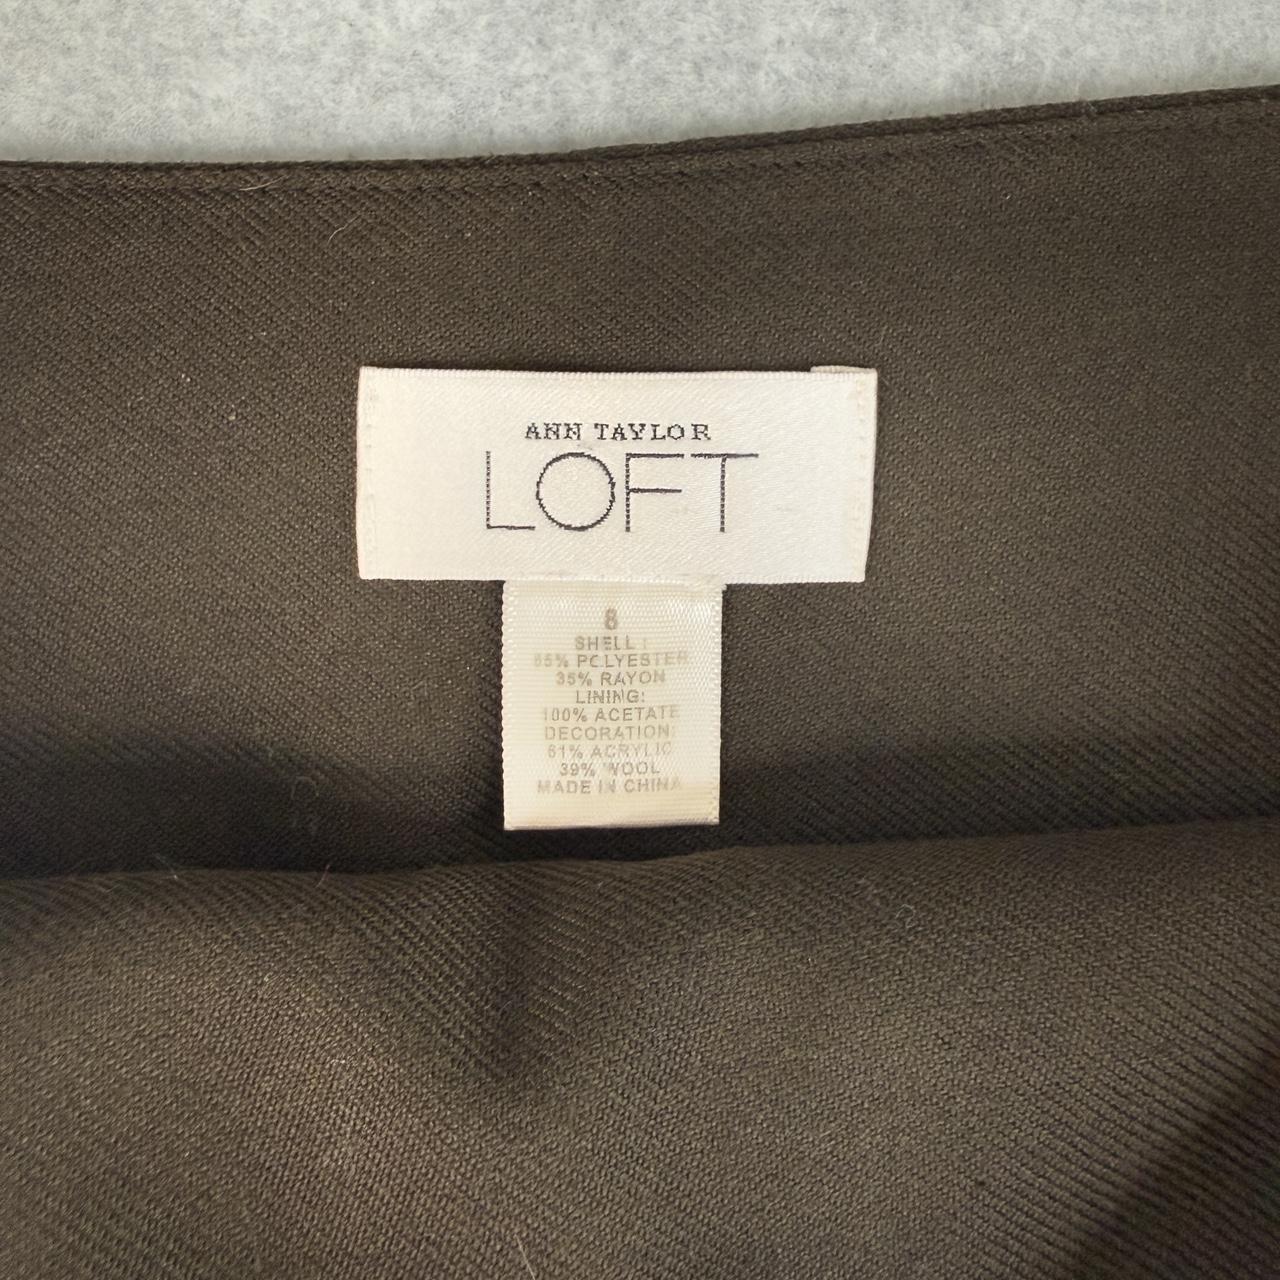 ANN TAYLOR
LOFT
8
SHELL:
65% POLYESTER
35% RAYON
LINING:
100% ACETATE
DECORATION:
61% ACRYLIC
39% WOOL
MADE IN CHINA